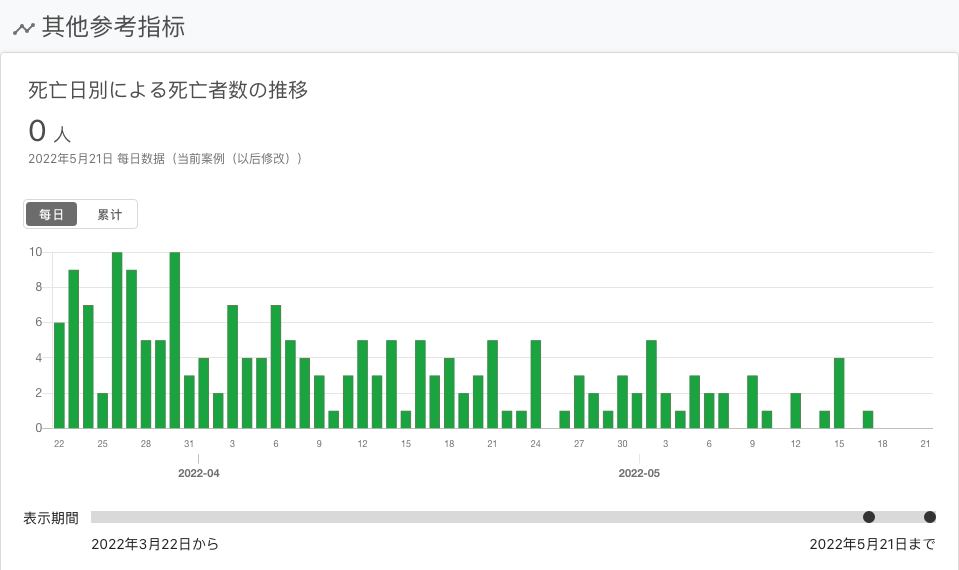 其他参考指标
死亡日別による死亡者数の推移
0 人
2022年5月21日 每日数据（当前案例（以后修改））
每日 累计
10
8
6
4
2
0
22 25 28 31 3 6 9 12 15 18 21 24 27 30 3 6 9 12 15 18 21
2022-04 2022-05
表示期間
2022年3月22日から 2022年5月21日まで